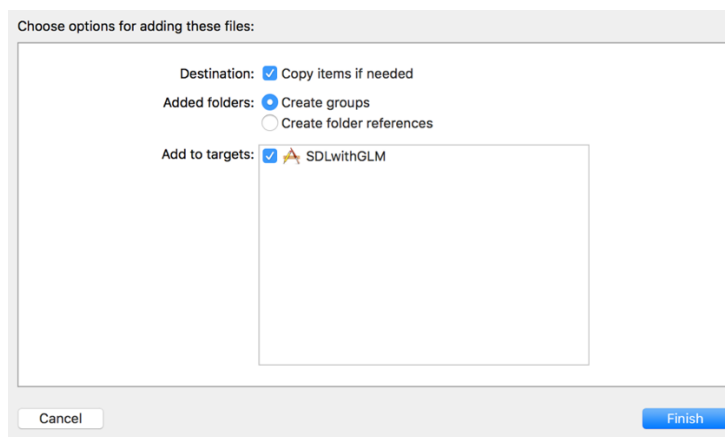 Choose options for adding these files:
Destination: Copy items if needed
Added folders: Create groups
Create folder references
Add to targets: SDLwithGLM
Cancel Finish